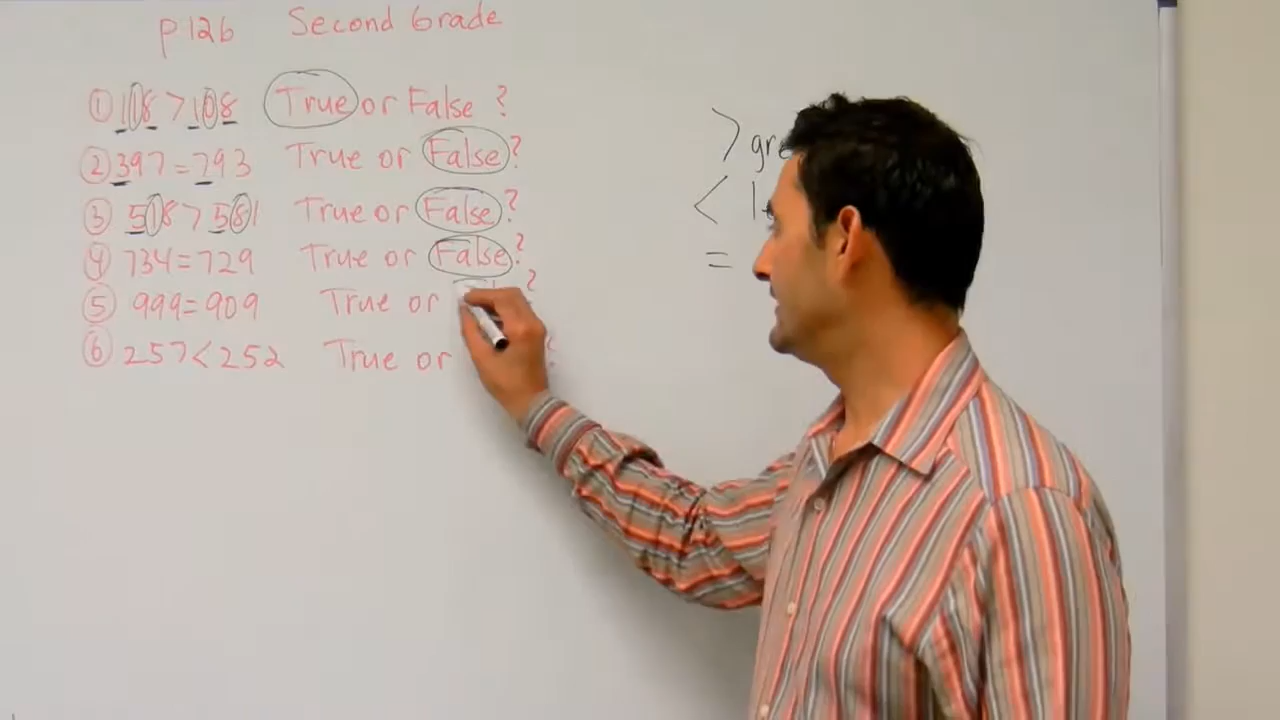 p 126 Second Grade
① 118 > 108 True or False ?
② 397 = 793 True or False ?
③ 518 > 581 True or False ?
④ 734 = 729 True or False ?
⑤ 999 = 909 True or ?
⑥ 257 < 252 True or ?
>
<
=